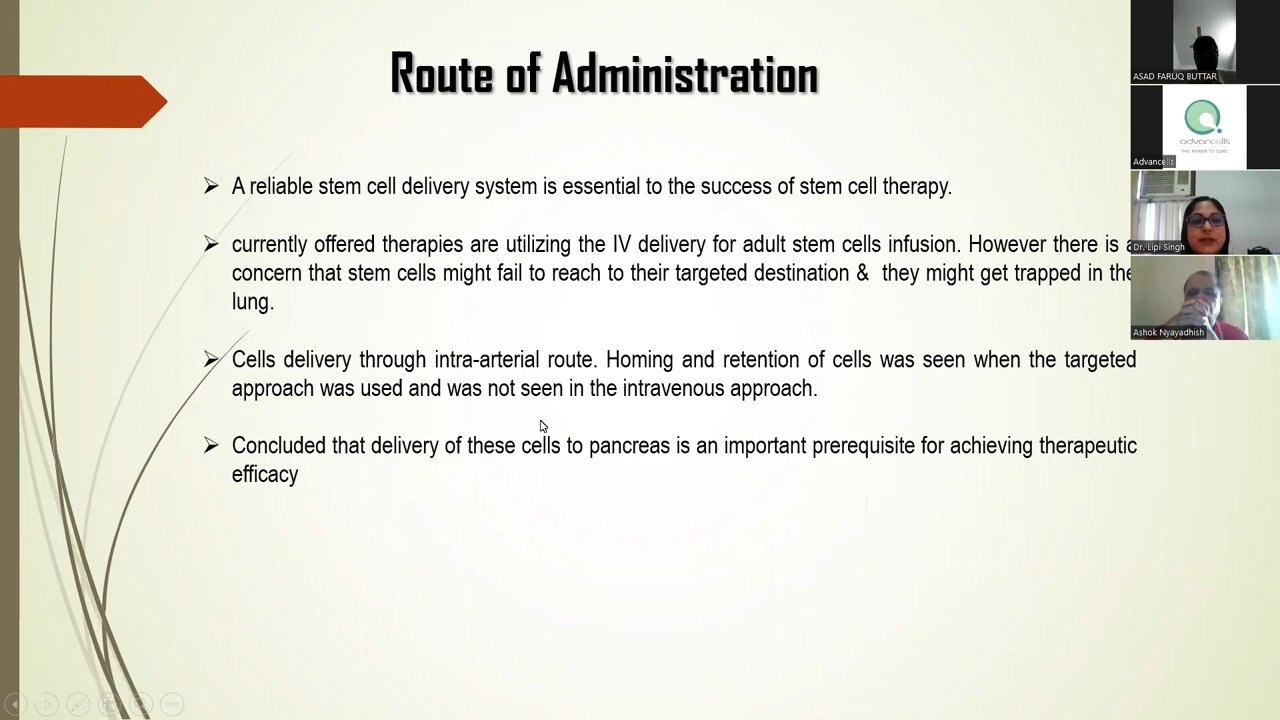 Route of Administration
A reliable stem cell delivery system is essential to the success of stem cell therapy.
currently offered therapies are utilizing the IV delivery for adult stem cells infusion. However there is
concern that stem cells might fail to reach to their targeted destination & they might get trapped in the
lung.
Cells delivery through intra-arterial route. Homing and retention of cells was seen when the targeted
approach was used and was not seen in the intravenous approach.
Concluded that delivery of these cells to pancreas is an important prerequisite for achieving therapeutic
efficacy
ASAD FARUQ BUTTAR
advancells
THE POWER TO CURE
Advancells
Dr. Lipi Singh
Ashok Nyayadhish